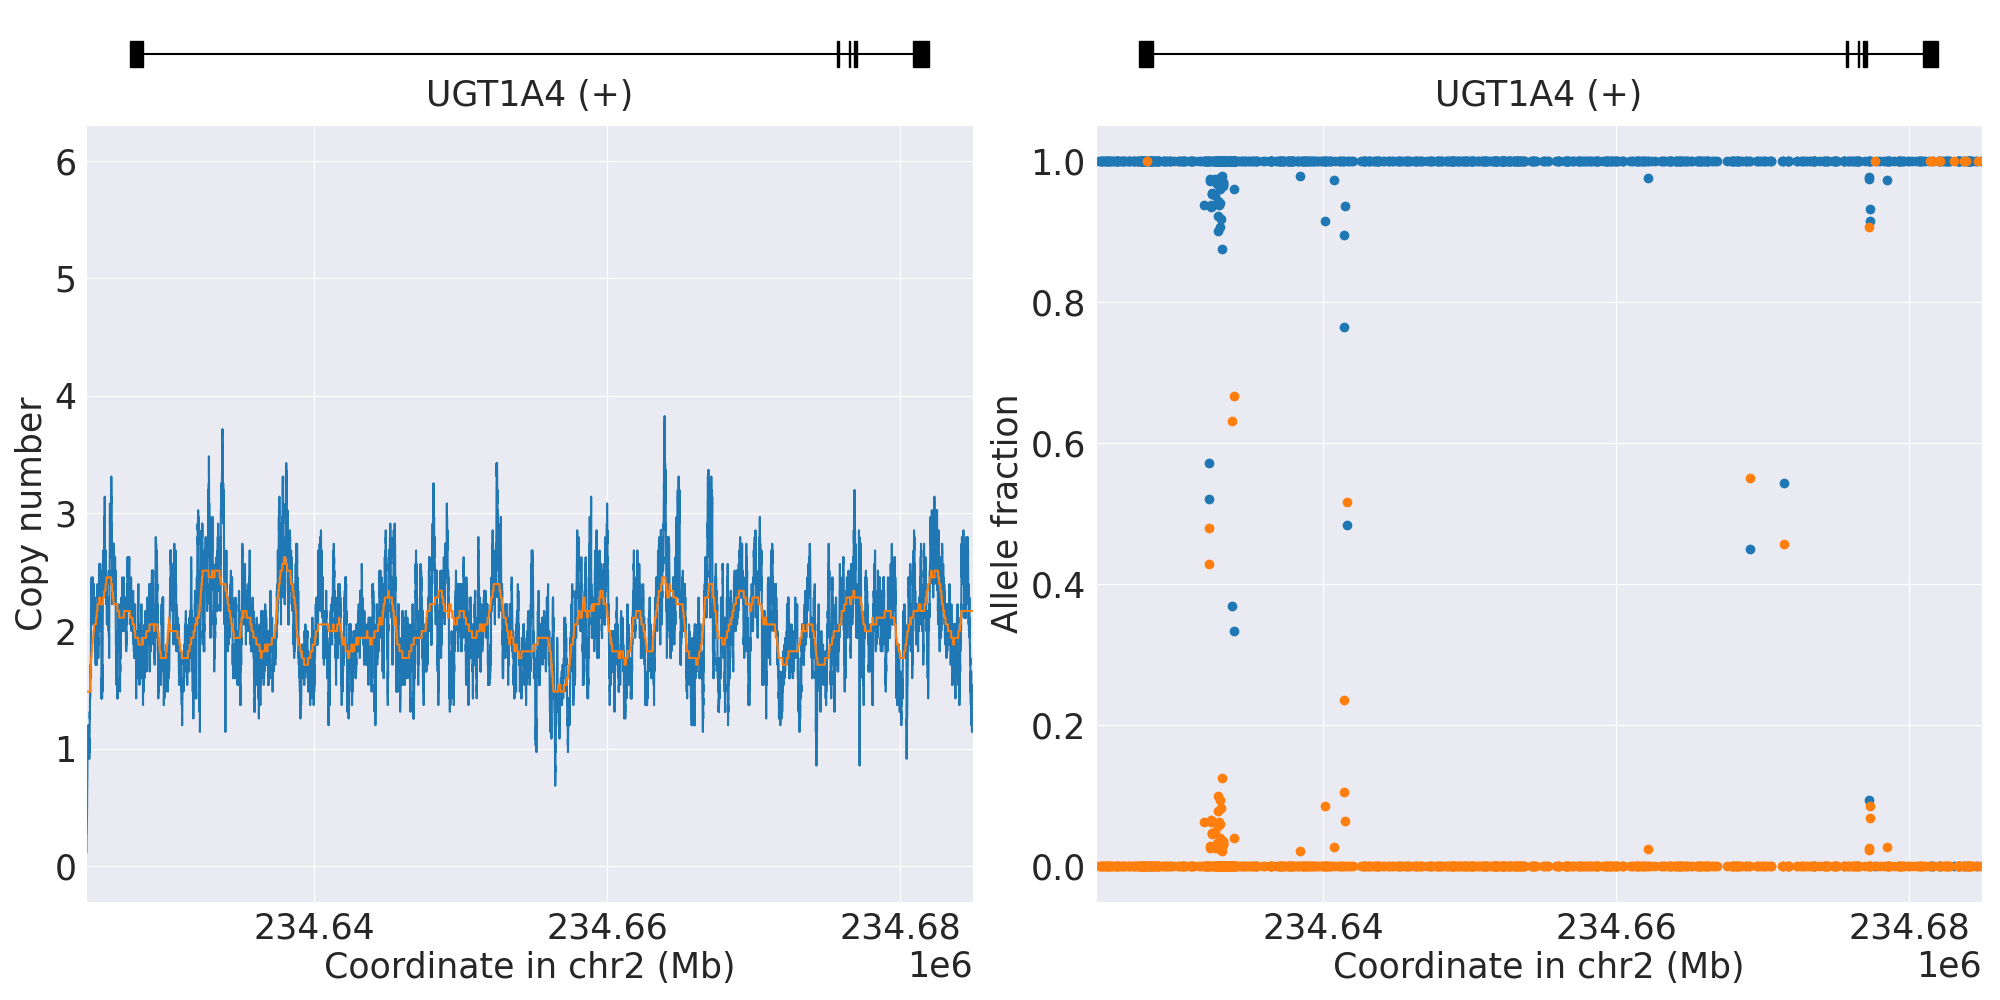 UGT1A4 (+)
Copy number
6
5
4
3
2
1
0
234.64
234.66
234.68
1e6
Coordinate in chr2 (Mb)
UGT1A4 (+)
Allele fraction
1.0
0.8
0.6
0.4
0.2
0.0
234.64
234.66
234.68
1e6
Coordinate in chr2 (Mb)